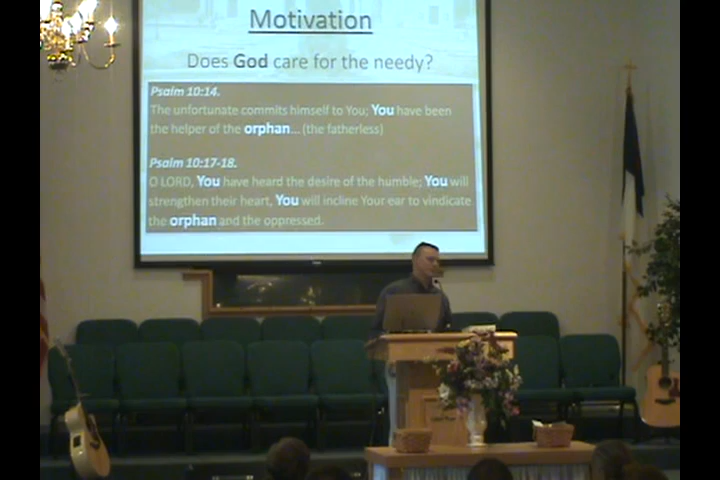 Motivation
Does God care for the needy?
Psalm 10:14.
The unfortunate commits himself to You; You have been
the helper of the orphan... (the fatherless)
Psalm 10:17-18.
O LORD, You have heard the desire of the humble; You will
strengthen their heart, You will incline Your ear to vindicate
the orphan and the oppressed.